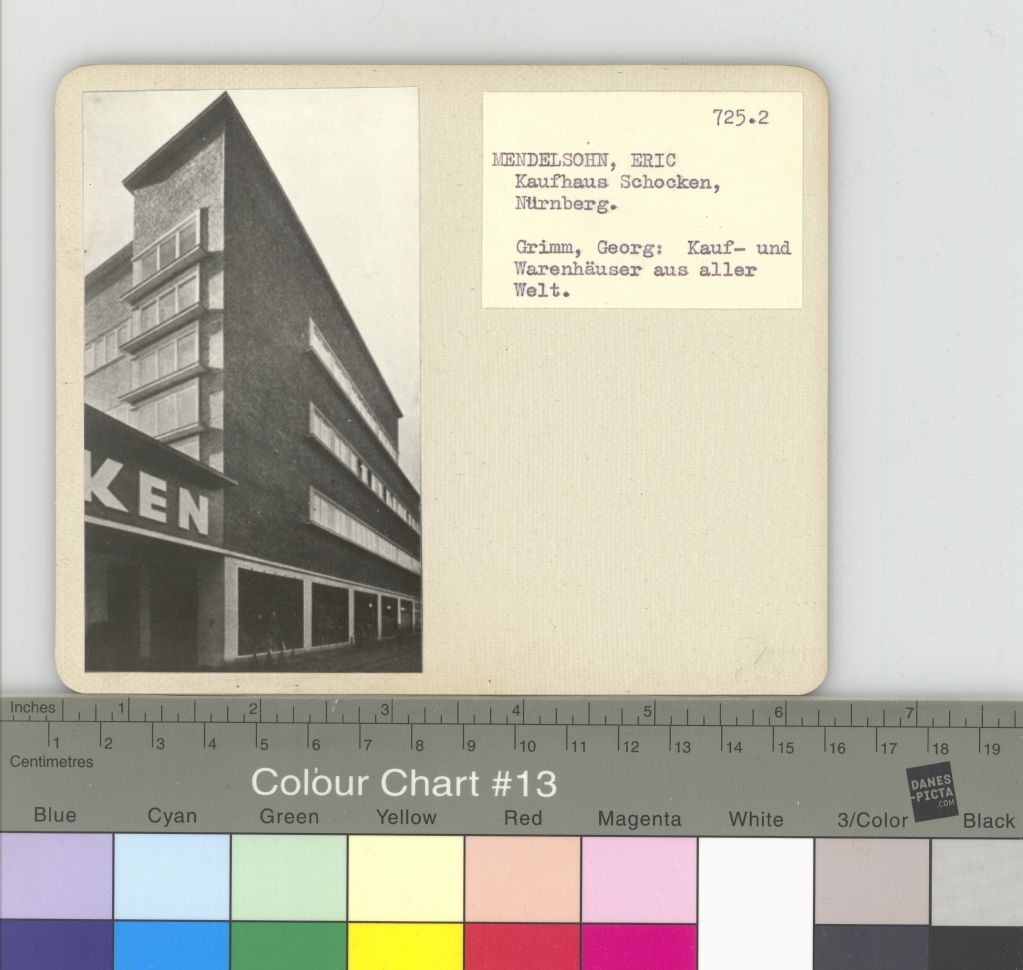 725.2
MENDELSOHN, ERIC
Kaufhaus Schocken,
Nürnberg.
Grimm, Georg: Kauf- und
Warenhäuser aus aller
Welt.
KEN
Inches 1 2 3 4 5 6 7
1 2 3 4 5 6 7 8 9 10 11 12 13 14 15 16 17 18 19
Centimetres
Colour Chart #13
DANES
-PICTA
.COM
Blue Cyan Green Yellow Red Magenta White 3/Color Black